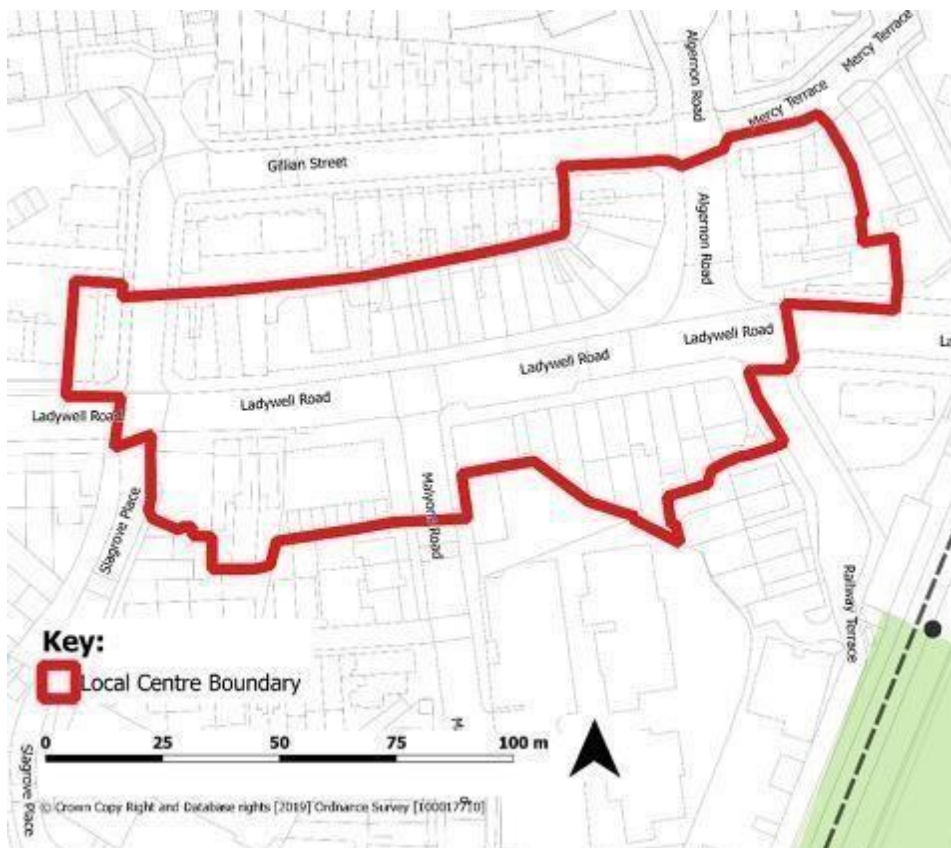 Mercy Terrace
Algernon Road
Mercy Terrace
Gillian Street
Algernon Road
Ladywell Road
Ladywell Road
La
Ladywell Road
Ladywell Road
Malyons Road
Slagrove Place
Railway Terrace
Key:
Local Centre Boundary
M
0 25 50 75 100 m
Slagrove Place
© Crown Copy Right and Database rights [2019] Ordnance Survey [100017710]